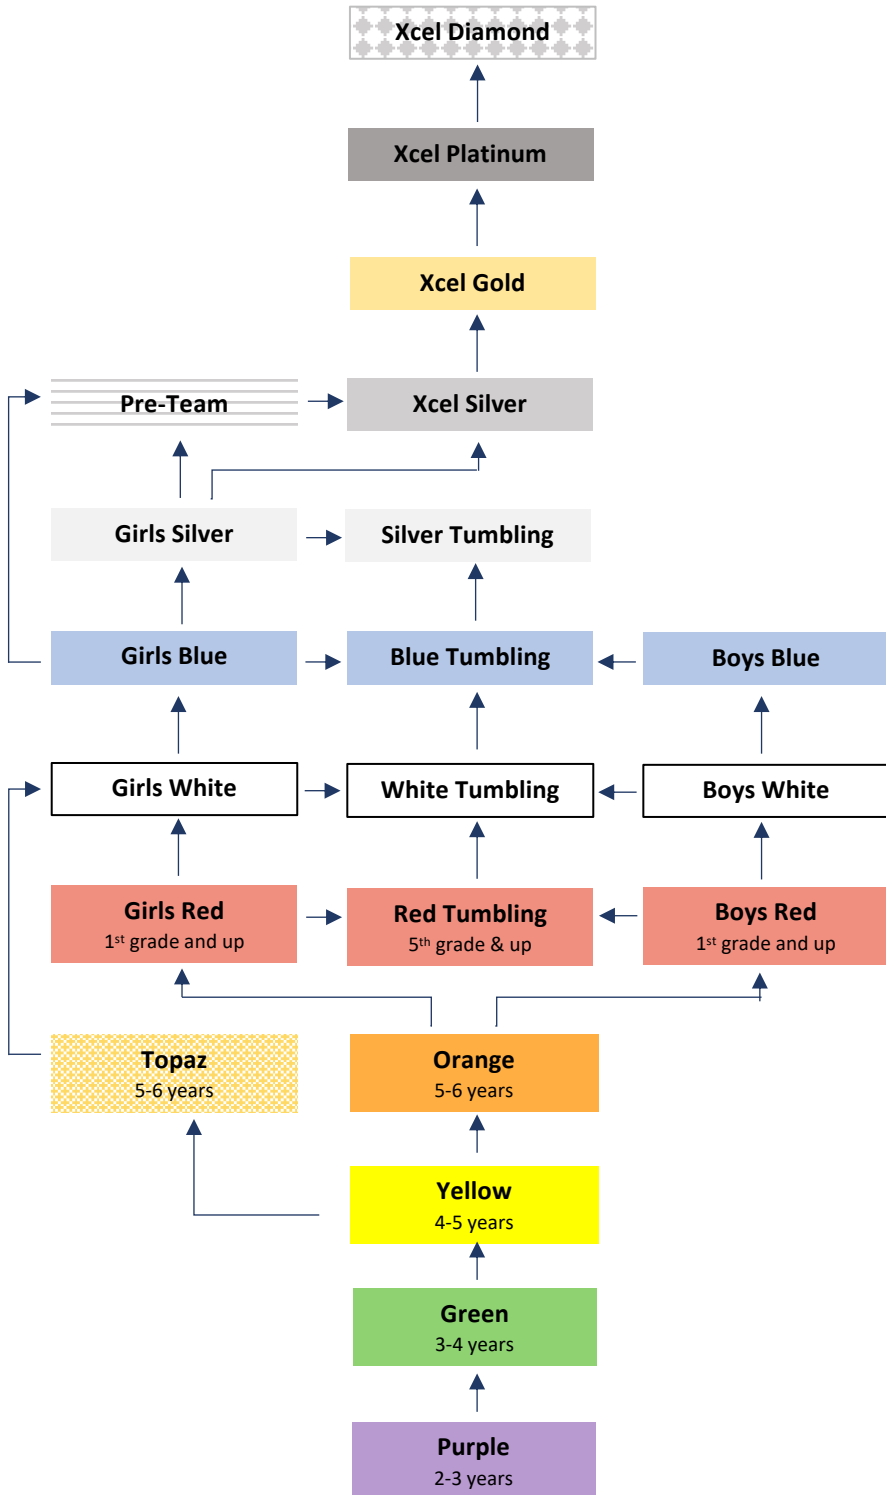 Xcel Diamond
Xcel Platinum
Xcel Gold
Pre-Team
Xcel Silver
Girls Silver
Silver Tumbling
Girls Blue
Blue Tumbling
Boys Blue
Girls White
White Tumbling
Boys White
Girls Red
1st grade and up
Red Tumbling
5th grade & up
Boys Red
1st grade and up
Topaz
5-6 years
Orange
5-6 years
Yellow
4-5 years
Green
3-4 years
Purple
2-3 years